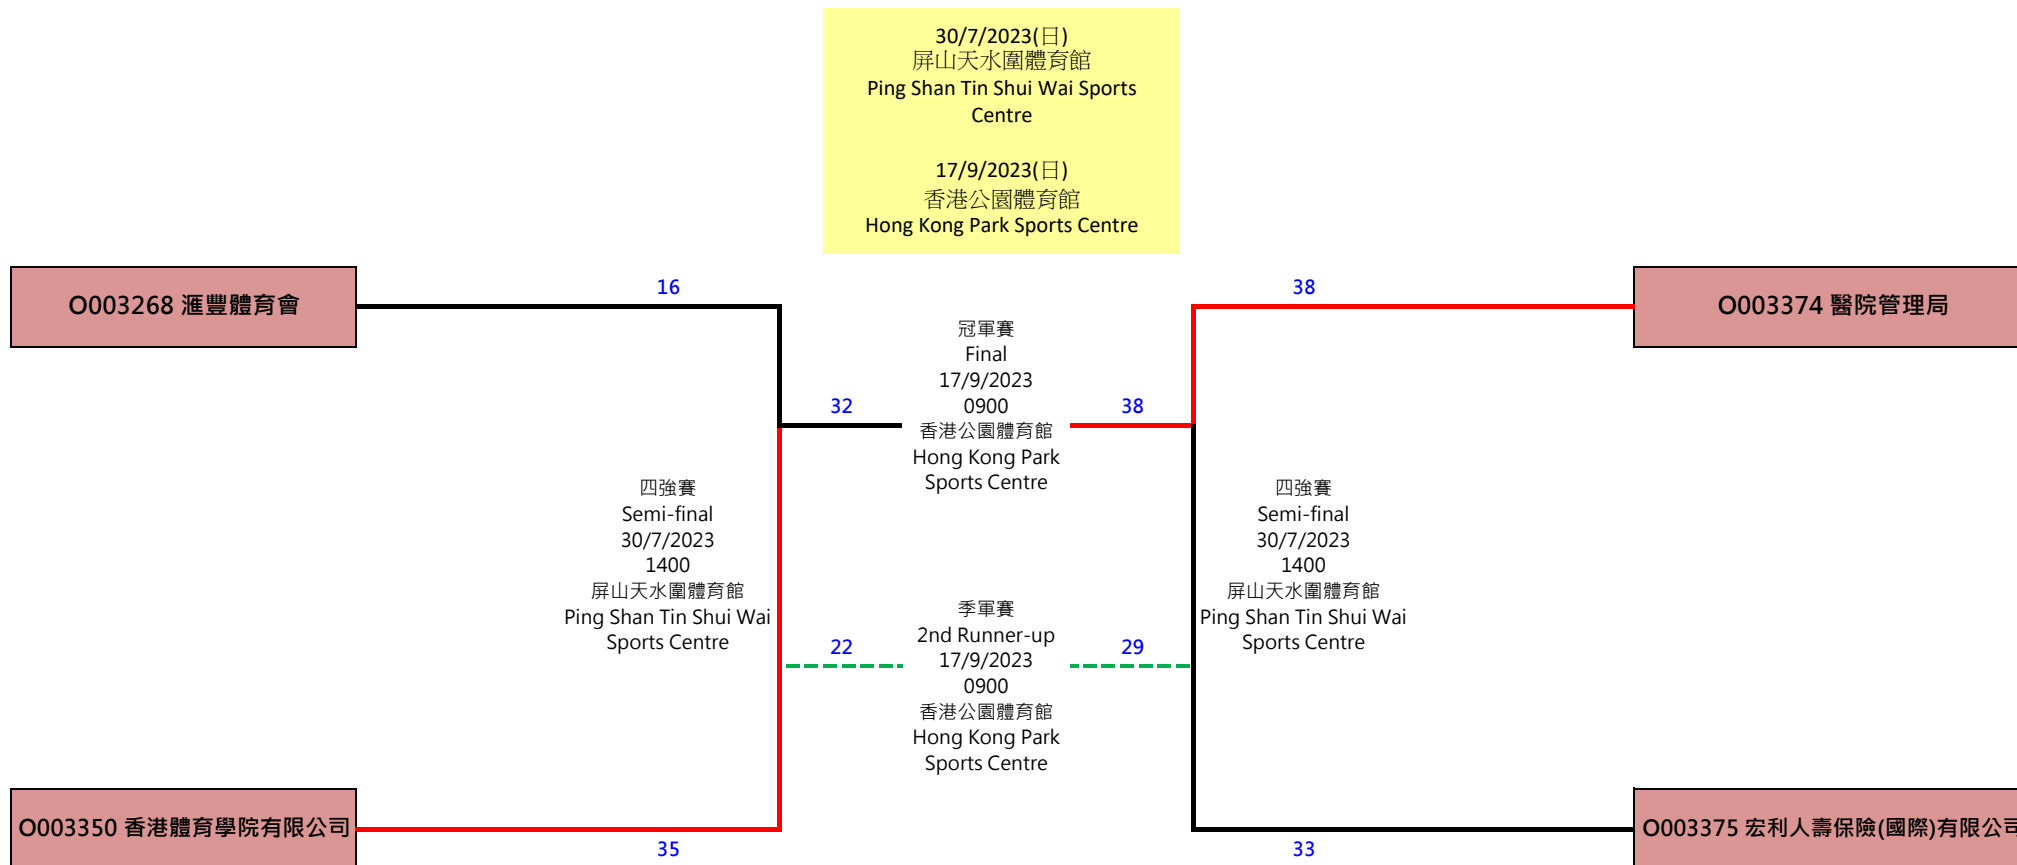 30/7/2023(日)
屏山天水圍體育館
Ping Shan Tin Shui Wai Sports
Centre
17/9/2023(日)
香港公園體育館
Hong Kong Park Sports Centre
O003268 滙豐體育會
16
38
O003374 醫院管理局
冠軍賽
Final
17/9/2023
0900
香港公園體育館
Hong Kong Park
Sports Centre
32
38
四強賽
Semi-final
30/7/2023
1400
屏山天水圍體育館
Ping Shan Tin Shui Wai
Sports Centre
四強賽
Semi-final
30/7/2023
1400
屏山天水圍體育館
Ping Shan Tin Shui Wai
Sports Centre
季軍賽
2nd Runner-up
17/9/2023
0900
香港公園體育館
Hong Kong Park
Sports Centre
22
29
O003350 香港體育學院有限公司
35
33
O003375 宏利人壽保險(國際)有限公司